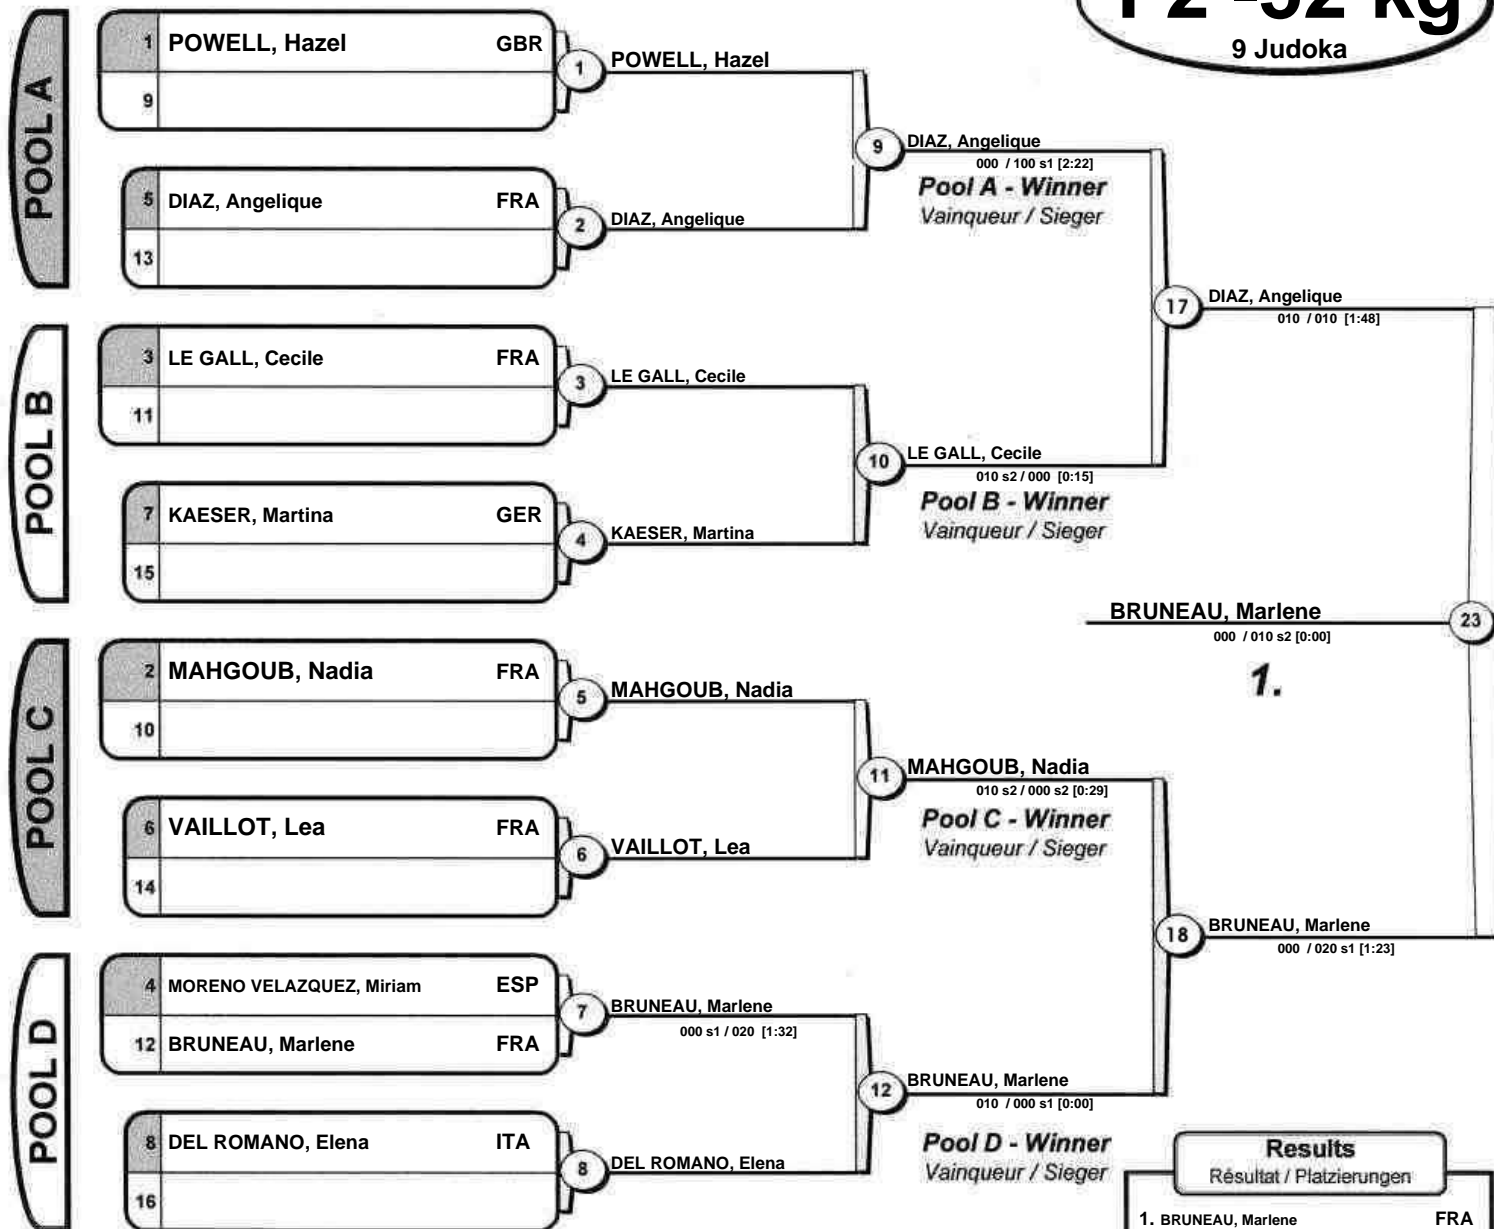 F2 -52 kg
9 Judoka
POOL A
1 POWELL, Hazel GBR
9
5 DIAZ, Angelique FRA
13
1 POWELL, Hazel
2 DIAZ, Angelique
9 DIAZ, Angelique
000 / 100 s1 [2:22]
Pool A - Winner
Vainqueur / Sieger
POOL B
3 LE GALL, Cecile FRA
11
7 KAESER, Martina GER
15
3 LE GALL, Cecile
4 KAESER, Martina
10 LE GALL, Cecile
010 s2 / 000 [0:15]
Pool B - Winner
Vainqueur / Sieger
17 DIAZ, Angelique
010 / 010 [1:48]
BRUNEAU, Marlene 23
000 / 010 s2 [0:00]
1.
POOL C
2 MAHGOUB, Nadia FRA
10
6 VAILLOT, Lea FRA
14
5 MAHGOUB, Nadia
6 VAILLOT, Lea
11 MAHGOUB, Nadia
010 s2 / 000 s2 [0:29]
Pool C - Winner
Vainqueur / Sieger
POOL D
4 MORENO VELAZQUEZ, Miriam ESP
12 BRUNEAU, Marlene FRA
8 DEL ROMANO, Elena ITA
16
7 BRUNEAU, Marlene
000 s1 / 020 [1:32]
8 DEL ROMANO, Elena
12 BRUNEAU, Marlene
010 / 000 s1 [0:00]
Pool D - Winner
Vainqueur / Sieger
18 BRUNEAU, Marlene
000 / 020 s1 [1:23]
Results
Résultat / Platzierungen
1. BRUNEAU, Marlene FRA